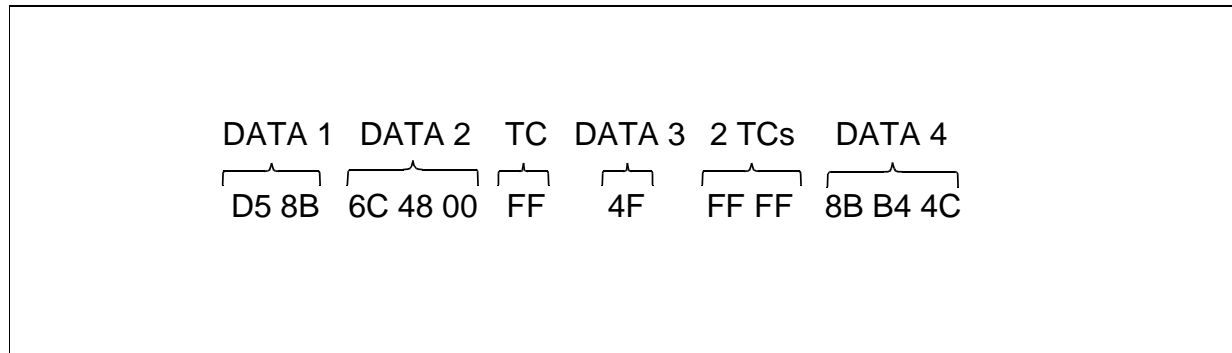 DATA 1 DATA 2 TC DATA 3 2 TCs DATA 4
D5 8B 6C 48 00 FF 4F FF FF 8B B4 4C